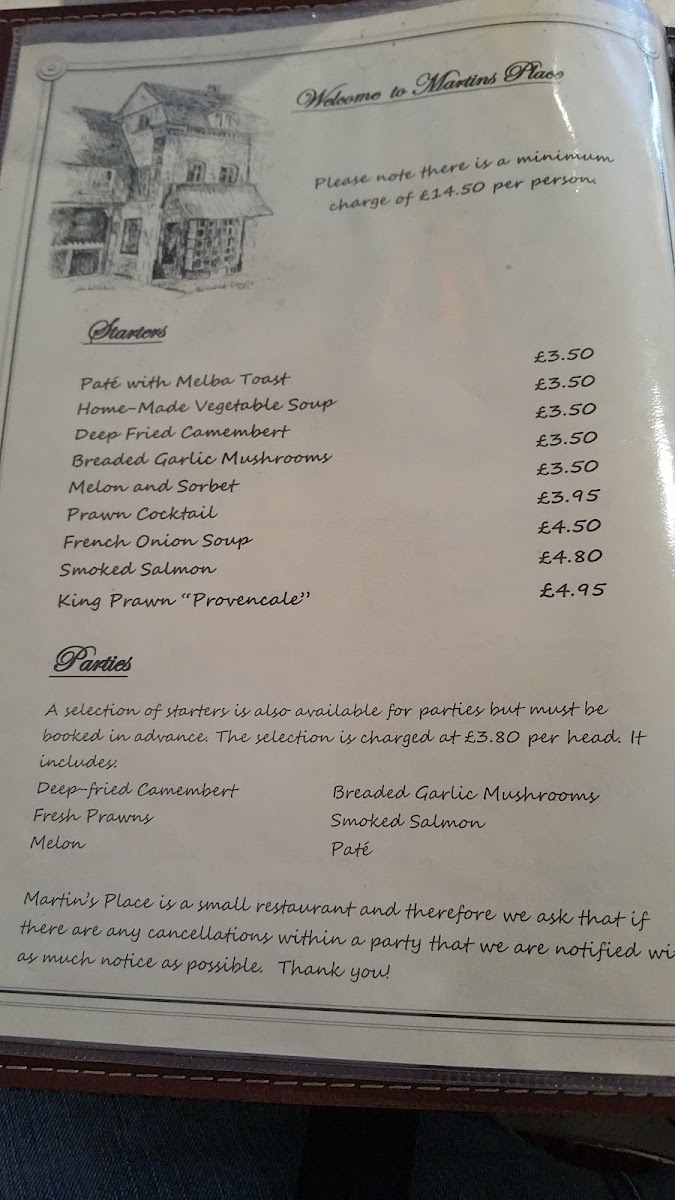 Welcome to Martins Place
Please note there is a minimum
charge of £14.50 per person.
Starters
Paté with Melba Toast £3.50
Home-Made Vegetable Soup £3.50
Deep Fried Camembert £3.50
Breaded Garlic Mushrooms £3.50
Melon and Sorbet £3.50
Prawn Cocktail £3.95
French Onion Soup £4.50
Smoked Salmon £4.80
King Prawn “Provencale” £4.95
Parties
A selection of starters is also available for parties but must be
booked in advance. The selection is charged at £3.80 per head. It
includes:
Deep-fried Camembert Breaded Garlic Mushrooms
Fresh Prawns Smoked Salmon
Melon Paté
Martin's Place is a small restaurant and therefore we ask that if
there are any cancellations within a party that we are notified wi
as much notice as possible. Thank you!